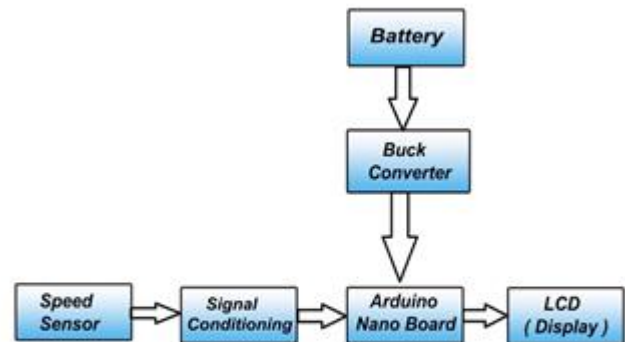 Battery
Buck
Converter
Speed
Sensor
Signal
Conditioning
Arduino
Nano Board
LCD
( Display )